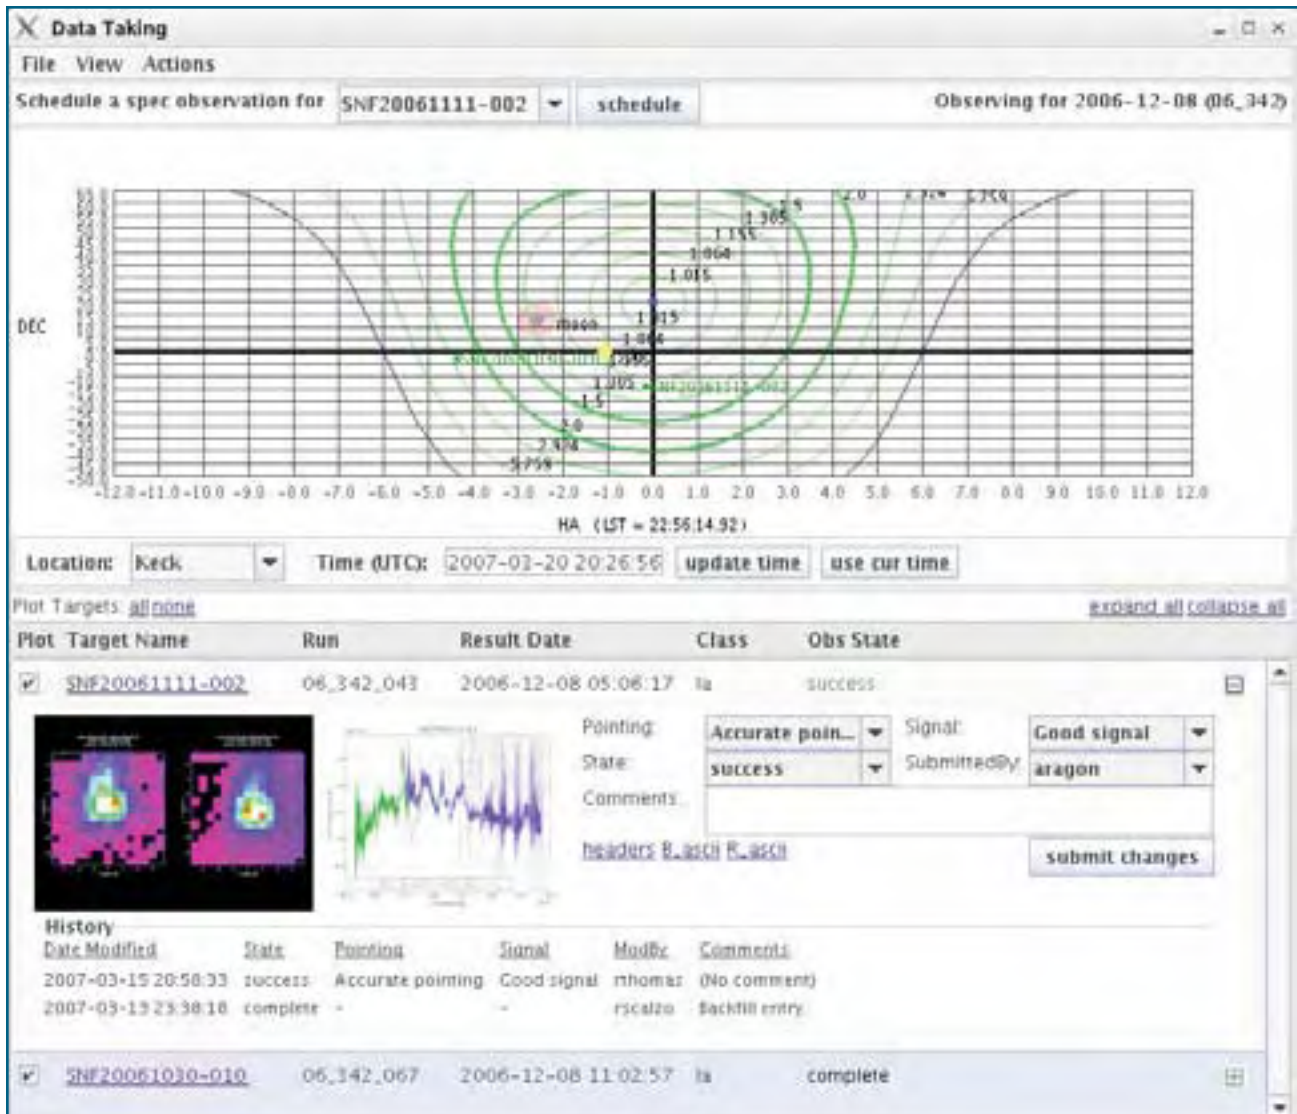 Data Taking
File View Actions
Schedule a spec observation for SNF20061111-002 schedule Observing for 2006-12-08 (06_342)
2.0
1.5
1.305
1.155
1.064
1.015
moon
DEC
1.015
1.064
1.305 SNF20061111-002
1.5
2.0
2.924
5.759
-50.0
-12.0 -11.0 -10.0 -9.0 -8.0 -7.0 -6.0 -5.0 -4.0 -3.0 -2.0 -1.0 0.0 1.0 2.0 3.0 4.0 5.0 6.0 7.0 8.0 9.0 10.0 11.0 12.0
HA (LST = 22:56:14.92)
Location: Keck Time (UTC): 2007-03-20 20:26:56 update time use cur time
Plot Targets: all none expand all collapse all
Plot Target Name Run Result Date Class Obs State
SNF20061111-002 06_342_043 2006-12-08 05:06:17 Ia success
Pointing: Accurate poin... Signal: Good signal
State: success SubmittedBy: aragon
Comments:
headers B_ascii R_ascii submit changes
History
Date Modified State Pointing Signal ModBy Comments
2007-03-15 20:58:33 success Accurate pointing Good signal rthomas (No comment)
2007-03-13 23:38:18 complete - - rscalzo Backfill entry
SNF20061030-010 06_342_067 2006-12-08 11:02:57 Ia complete